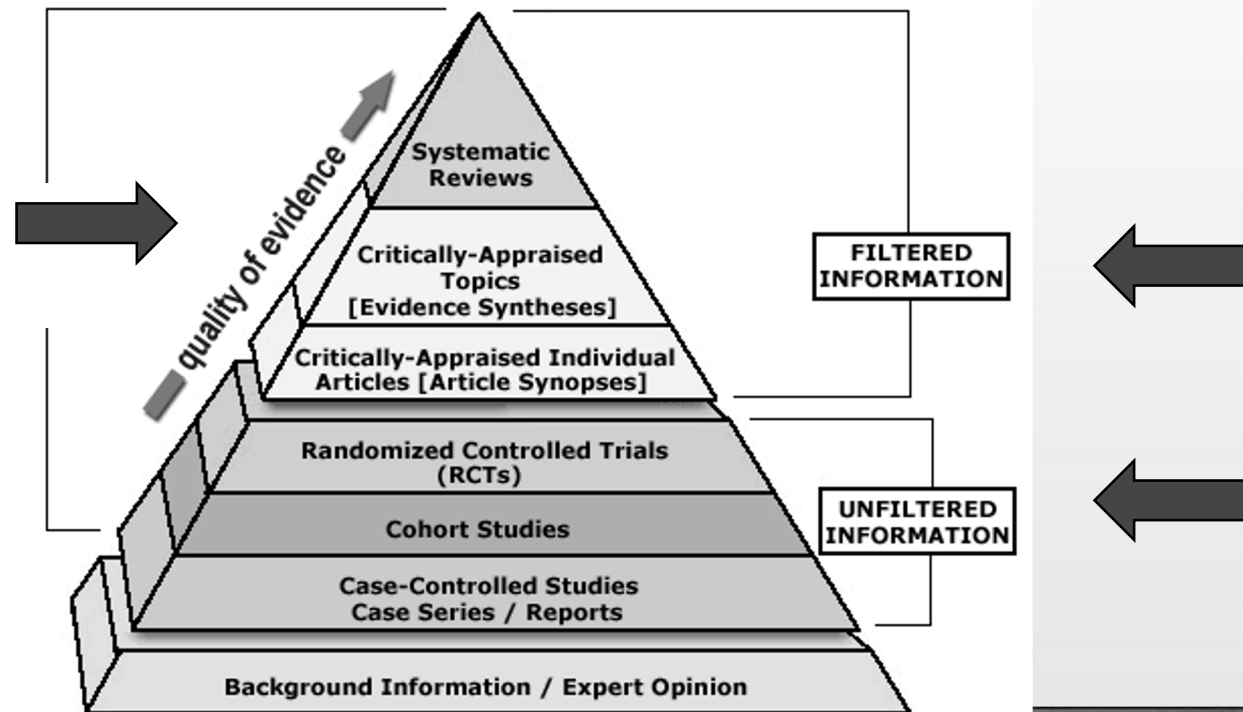 Systematic
Reviews
quality of evidence
Critically-Appraised
Topics
[Evidence Syntheses]
FILTERED
INFORMATION
Critically-Appraised Individual
Articles [Article Synopses]
Randomized Controlled Trials
(RCTs)
UNFILTERED
INFORMATION
Cohort Studies
Case-Controlled Studies
Case Series / Reports
Background Information / Expert Opinion